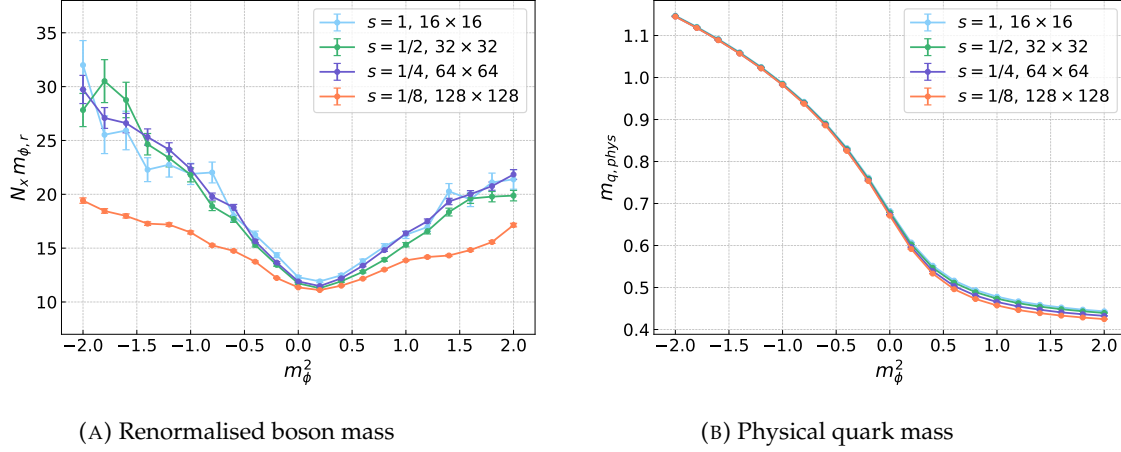 35
30
25
20
15
10
N_x m_{ϕ,r}
s = 1, 16 × 16
s = 1/2, 32 × 32
s = 1/4, 64 × 64
s = 1/8, 128 × 128
−2.0 −1.5 −1.0 −0.5 0.0 0.5 1.0 1.5 2.0
m_ϕ^2
(A) Renormalised boson mass
1.1
1.0
0.9
0.8
0.7
0.6
0.5
0.4
m_{q,phys}
s = 1, 16 × 16
s = 1/2, 32 × 32
s = 1/4, 64 × 64
s = 1/8, 128 × 128
−2.0 −1.5 −1.0 −0.5 0.0 0.5 1.0 1.5 2.0
m_ϕ^2
(B) Physical quark mass